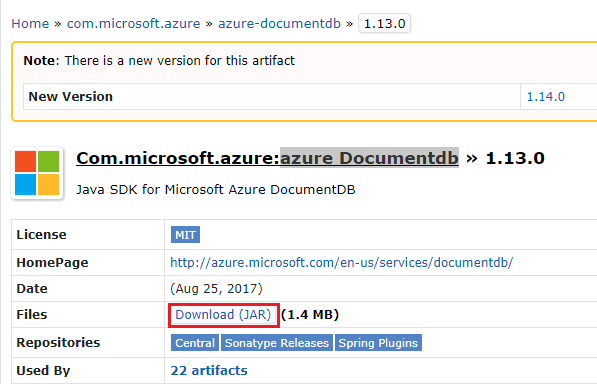 Home » com.microsoft.azure » azure-documentdb » 1.13.0
Note: There is a new version for this artifact
New Version 1.14.0
Com.microsoft.azure:azure Documentdb » 1.13.0
Java SDK for Microsoft Azure DocumentDB
License MIT
HomePage http://azure.microsoft.com/en-us/services/documentdb/
Date (Aug 25, 2017)
Files Download (JAR) (1.4 MB)
Repositories Central Sonatype Releases Spring Plugins
Used By 22 artifacts